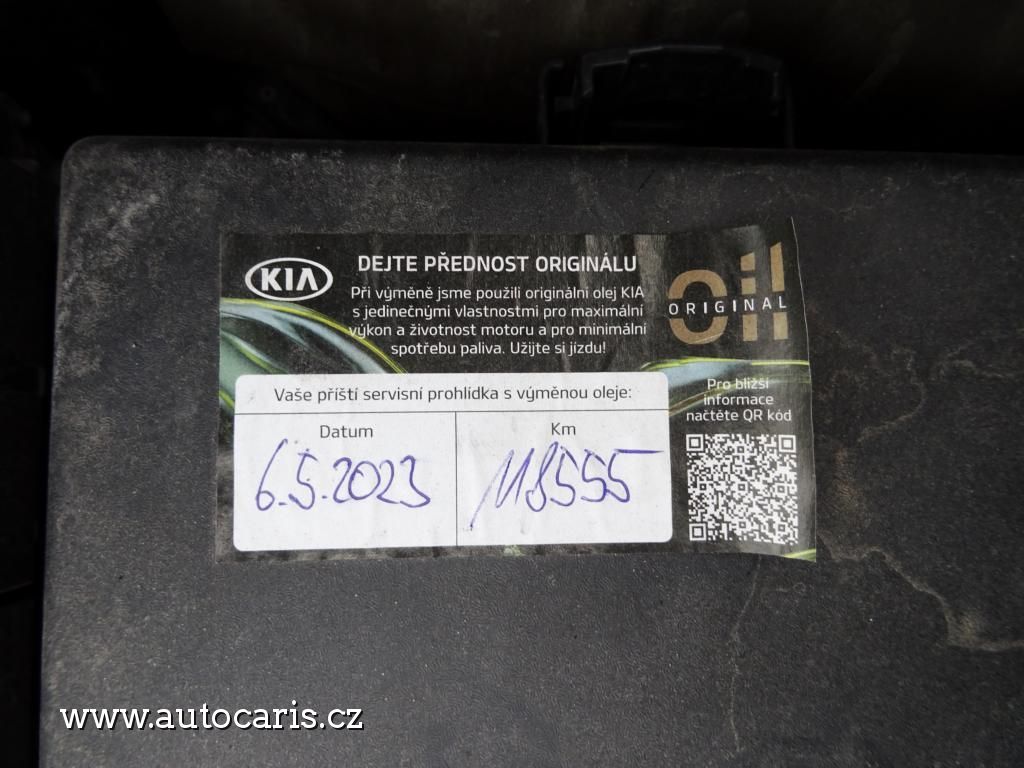 KIA
DEJTE PŘEDNOST ORIGINÁLU
Při výměně jsme použili originální olej KIA
s jedinečnými vlastnostmi pro maximální
výkon a životnost motoru a pro minimální
spotřebu paliva. Užijte si jízdu!
oil
ORIGINAL
Vaše příští servisní prohlídka s výměnou oleje:
Datum
6.5.2023
Km
118555
Pro bližší
informace
načtěte QR kód
www.autocaris.cz